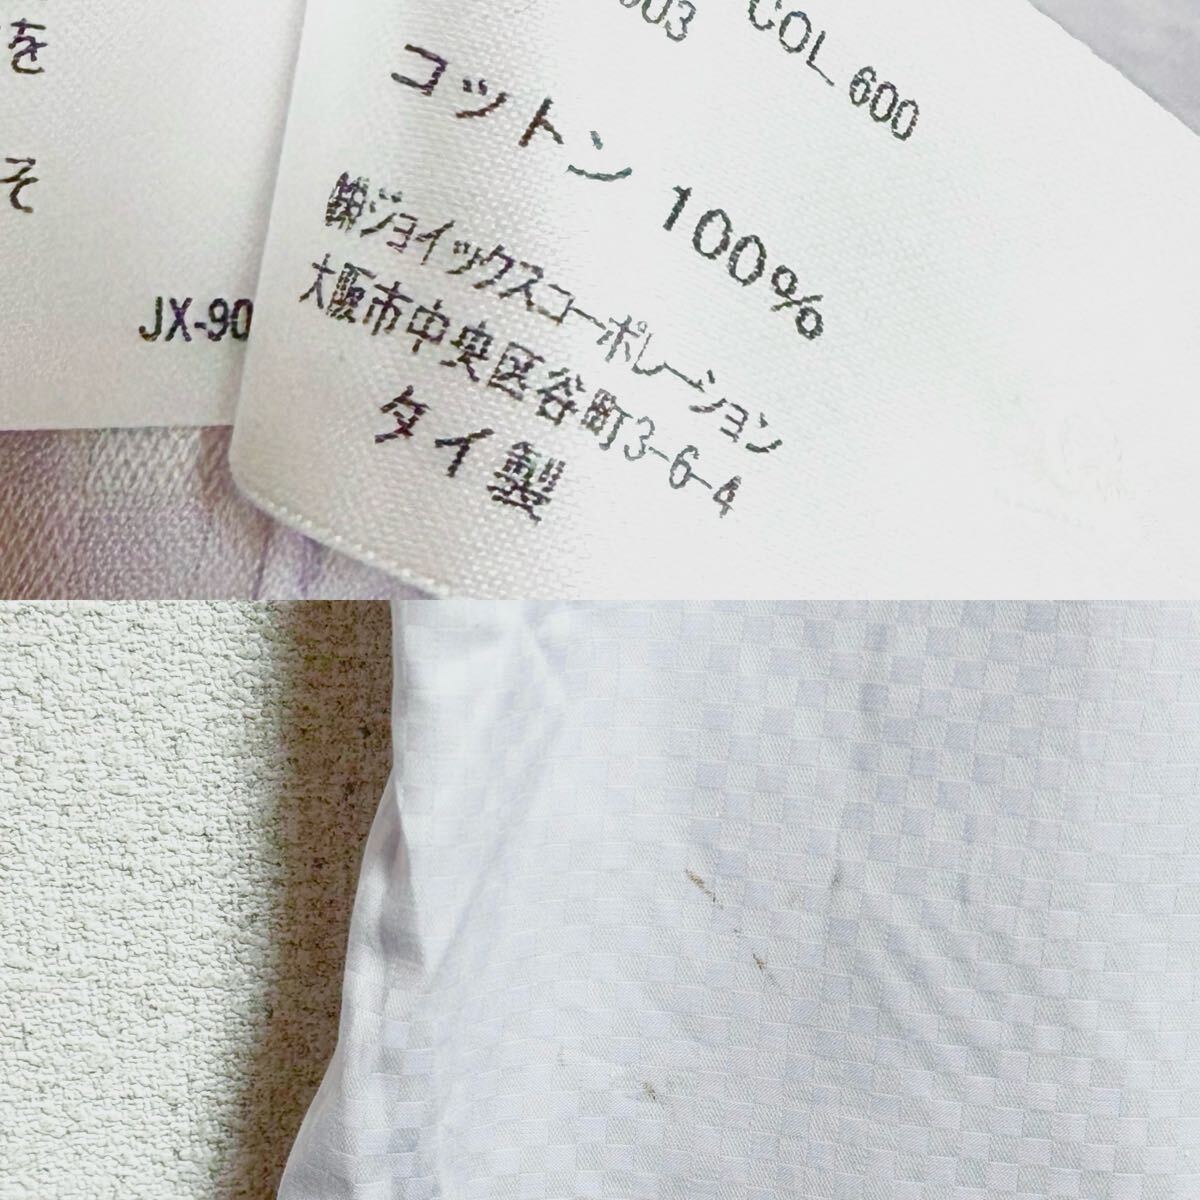 を
そ
JX-90
003
COL 600
コットン 100%
㈱ジョイックスコーポレーション
大阪市中央区谷町3-6-4
タイ製